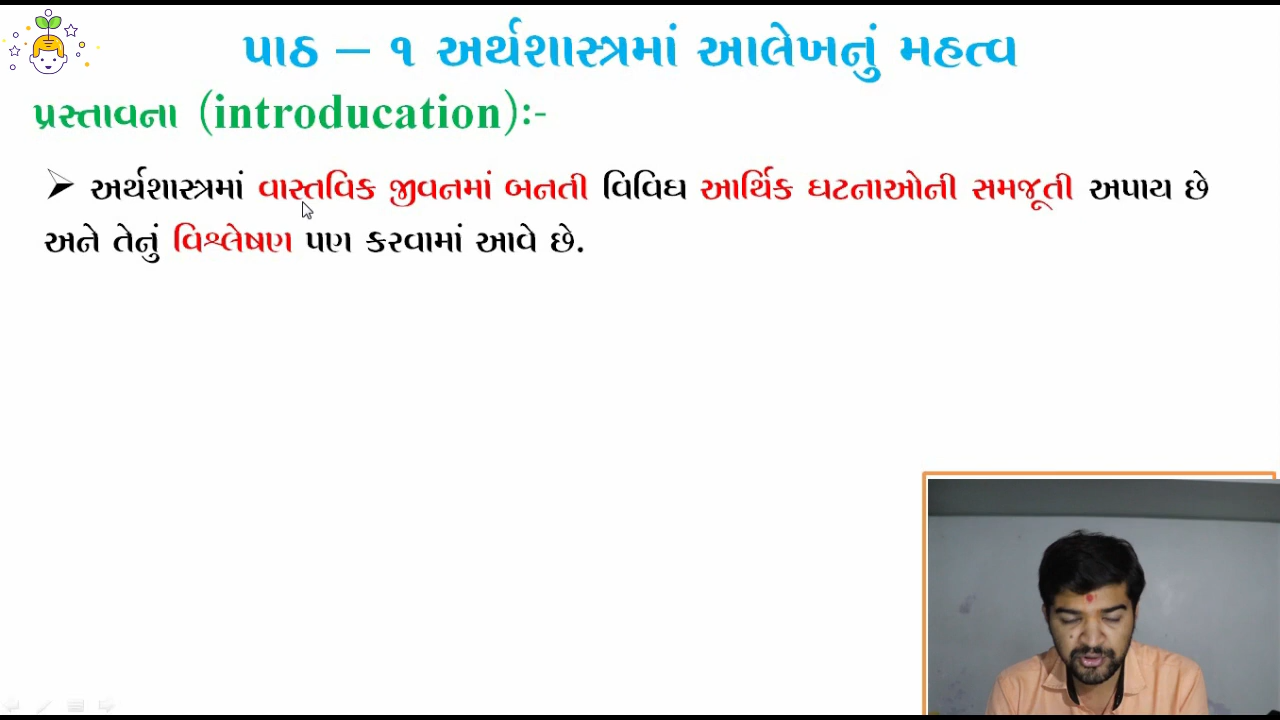 પાઠ – ૧ અર્થશાસ્ત્રમાં આલેખનું મહત્વ
પ્રસ્તાવના (introducation):-
➢ અર્થશાસ્ત્રમાં વાસ્તવિક જીવનમાં બનતી વિવિધ આર્થિક ઘટનાઓની સમજૂતી અપાય છે
અને તેનું વિશ્લેષણ પણ કરવામાં આવે છે.